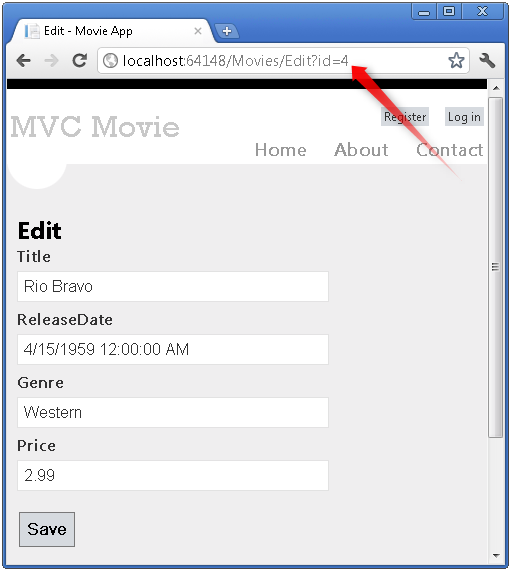 Edit - Movie App
localhost:64148/Movies/Edit?id=4
Register Log in
MVC Movie
Home About Contact
Edit
Title
Rio Bravo
ReleaseDate
4/15/1959 12:00:00 AM
Genre
Western
Price
2.99
Save